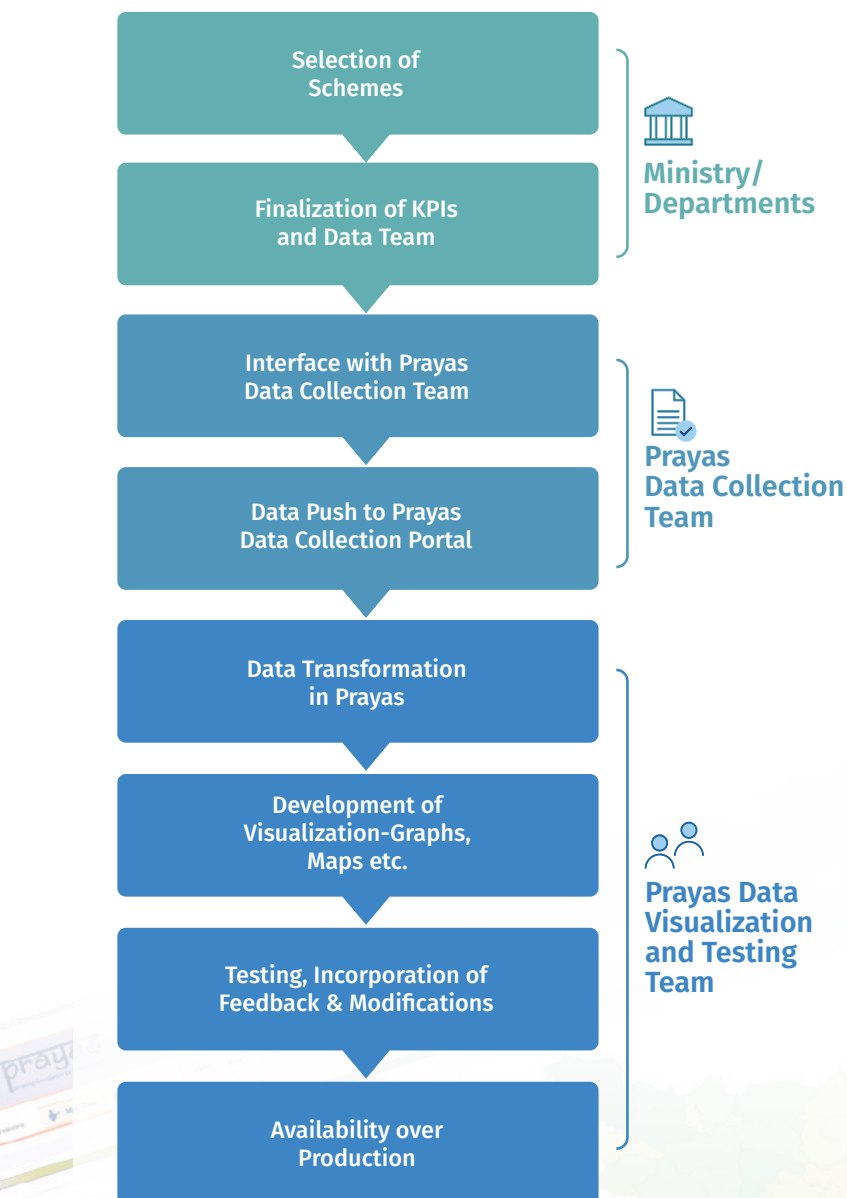 Selection of
Schemes
Finalization of KPIs
and Data Team
Ministry/
Departments
Interface with Prayas
Data Collection Team
Data Push to Prayas
Data Collection Portal
Prayas
Data Collection
Team
Data Transformation
in Prayas
Development of
Visualization-Graphs,
Maps etc.
Testing, Incorporation of
Feedback & Modifications
Availability over
Production
Prayas Data
Visualization
and Testing
Team